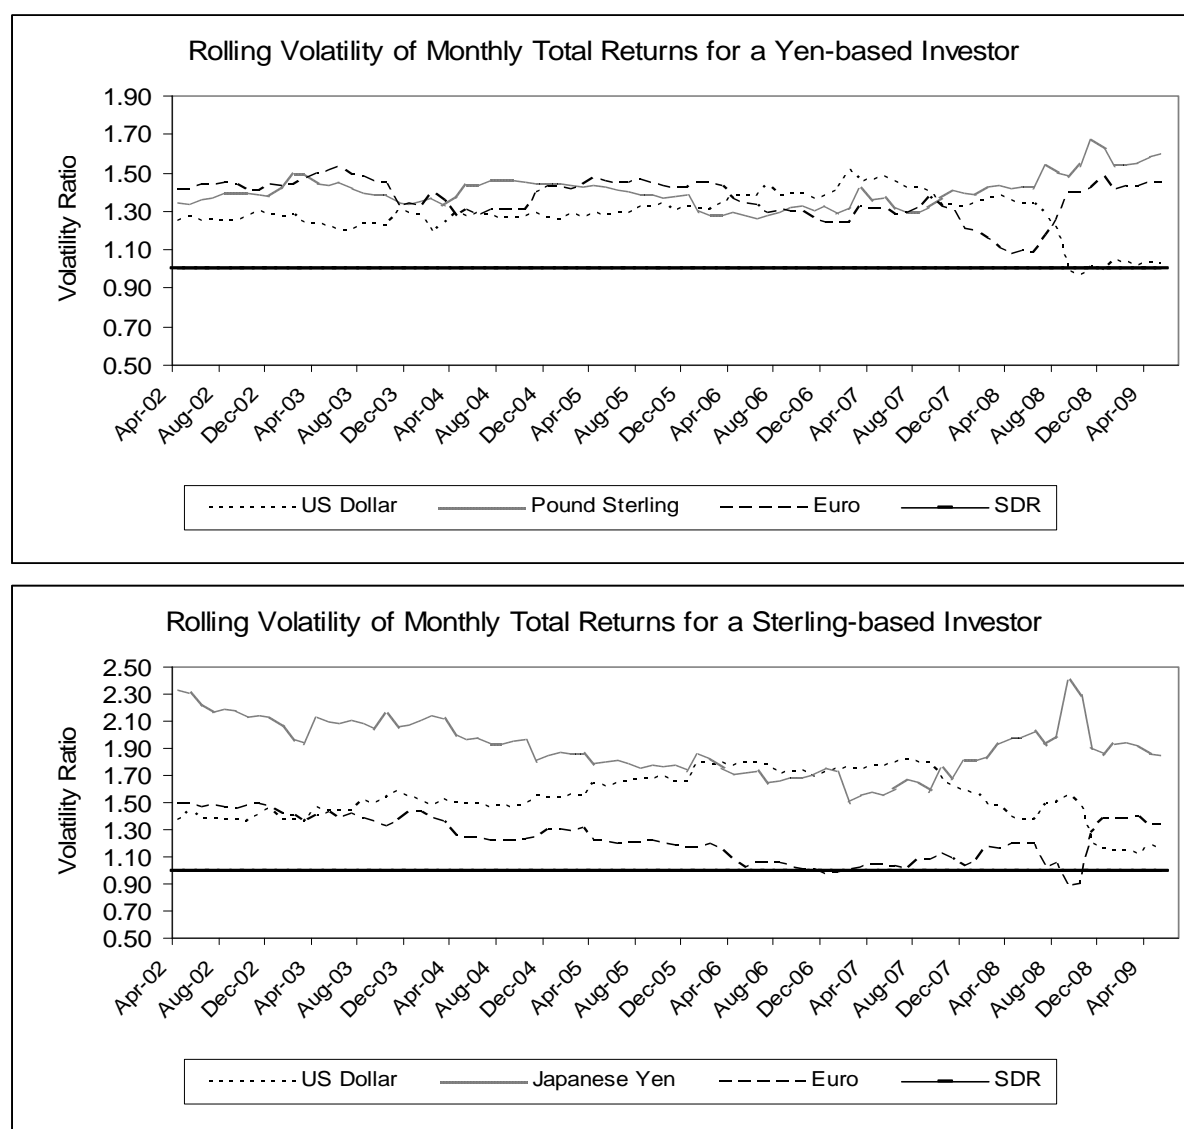 Rolling Volatility of Monthly Total Returns for a Yen-based Investor
1.90
1.70
1.50
1.30
1.10
0.90
0.70
0.50
Volatility Ratio
Apr-02 Aug-02 Dec-02 Apr-03 Aug-03 Dec-03 Apr-04 Aug-04 Dec-04 Apr-05 Aug-05 Dec-05 Apr-06 Aug-06 Dec-06 Apr-07 Aug-07 Dec-07 Apr-08 Aug-08 Dec-08 Apr-09
US Dollar Pound Sterling Euro SDR
Rolling Volatility of Monthly Total Returns for a Sterling-based Investor
2.50
2.30
2.10
1.90
1.70
1.50
1.30
1.10
0.90
0.70
0.50
Volatility Ratio
Apr-02 Aug-02 Dec-02 Apr-03 Aug-03 Dec-03 Apr-04 Aug-04 Dec-04 Apr-05 Aug-05 Dec-05 Apr-06 Aug-06 Dec-06 Apr-07 Aug-07 Dec-07 Apr-08 Aug-08 Dec-08 Apr-09
US Dollar Japanese Yen Euro SDR